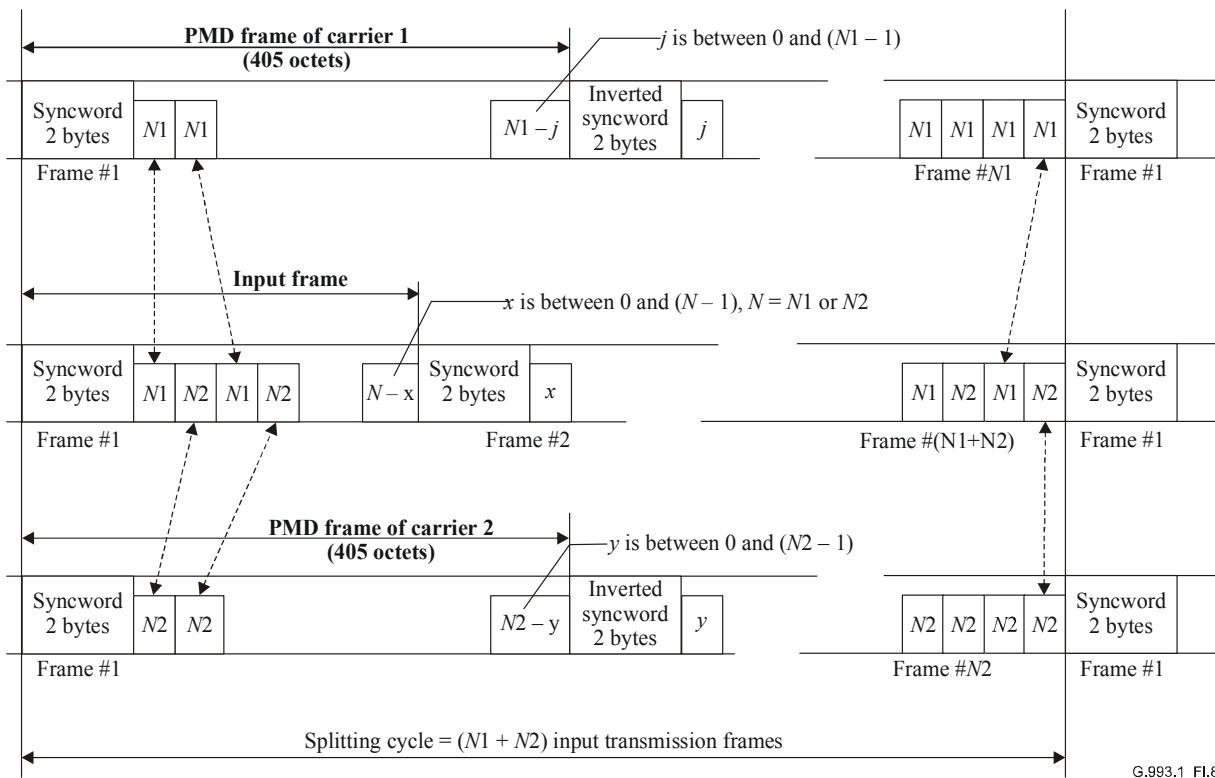 PMD frame of carrier 1
(405 octets)
j is between 0 and (N1 – 1)
Syncword
2 bytes
N1
N1
N1 – j
Inverted
syncword
2 bytes
j
N1
N1
N1
N1
Syncword
2 bytes
Frame #1
Frame #N1
Frame #1
Input frame
x is between 0 and (N – 1), N = N1 or N2
Syncword
2 bytes
N1
N2
N1
N2
N – x
Syncword
2 bytes
x
N1
N2
N1
N2
Syncword
2 bytes
Frame #1
Frame #2
Frame #(N1+N2)
Frame #1
PMD frame of carrier 2
(405 octets)
y is between 0 and (N2 – 1)
Syncword
2 bytes
N2
N2
N2 – y
Inverted
syncword
2 bytes
y
N2
N2
N2
N2
Syncword
2 bytes
Frame #1
Frame #N2
Frame #1
Splitting cycle = (N1 + N2) input transmission frames